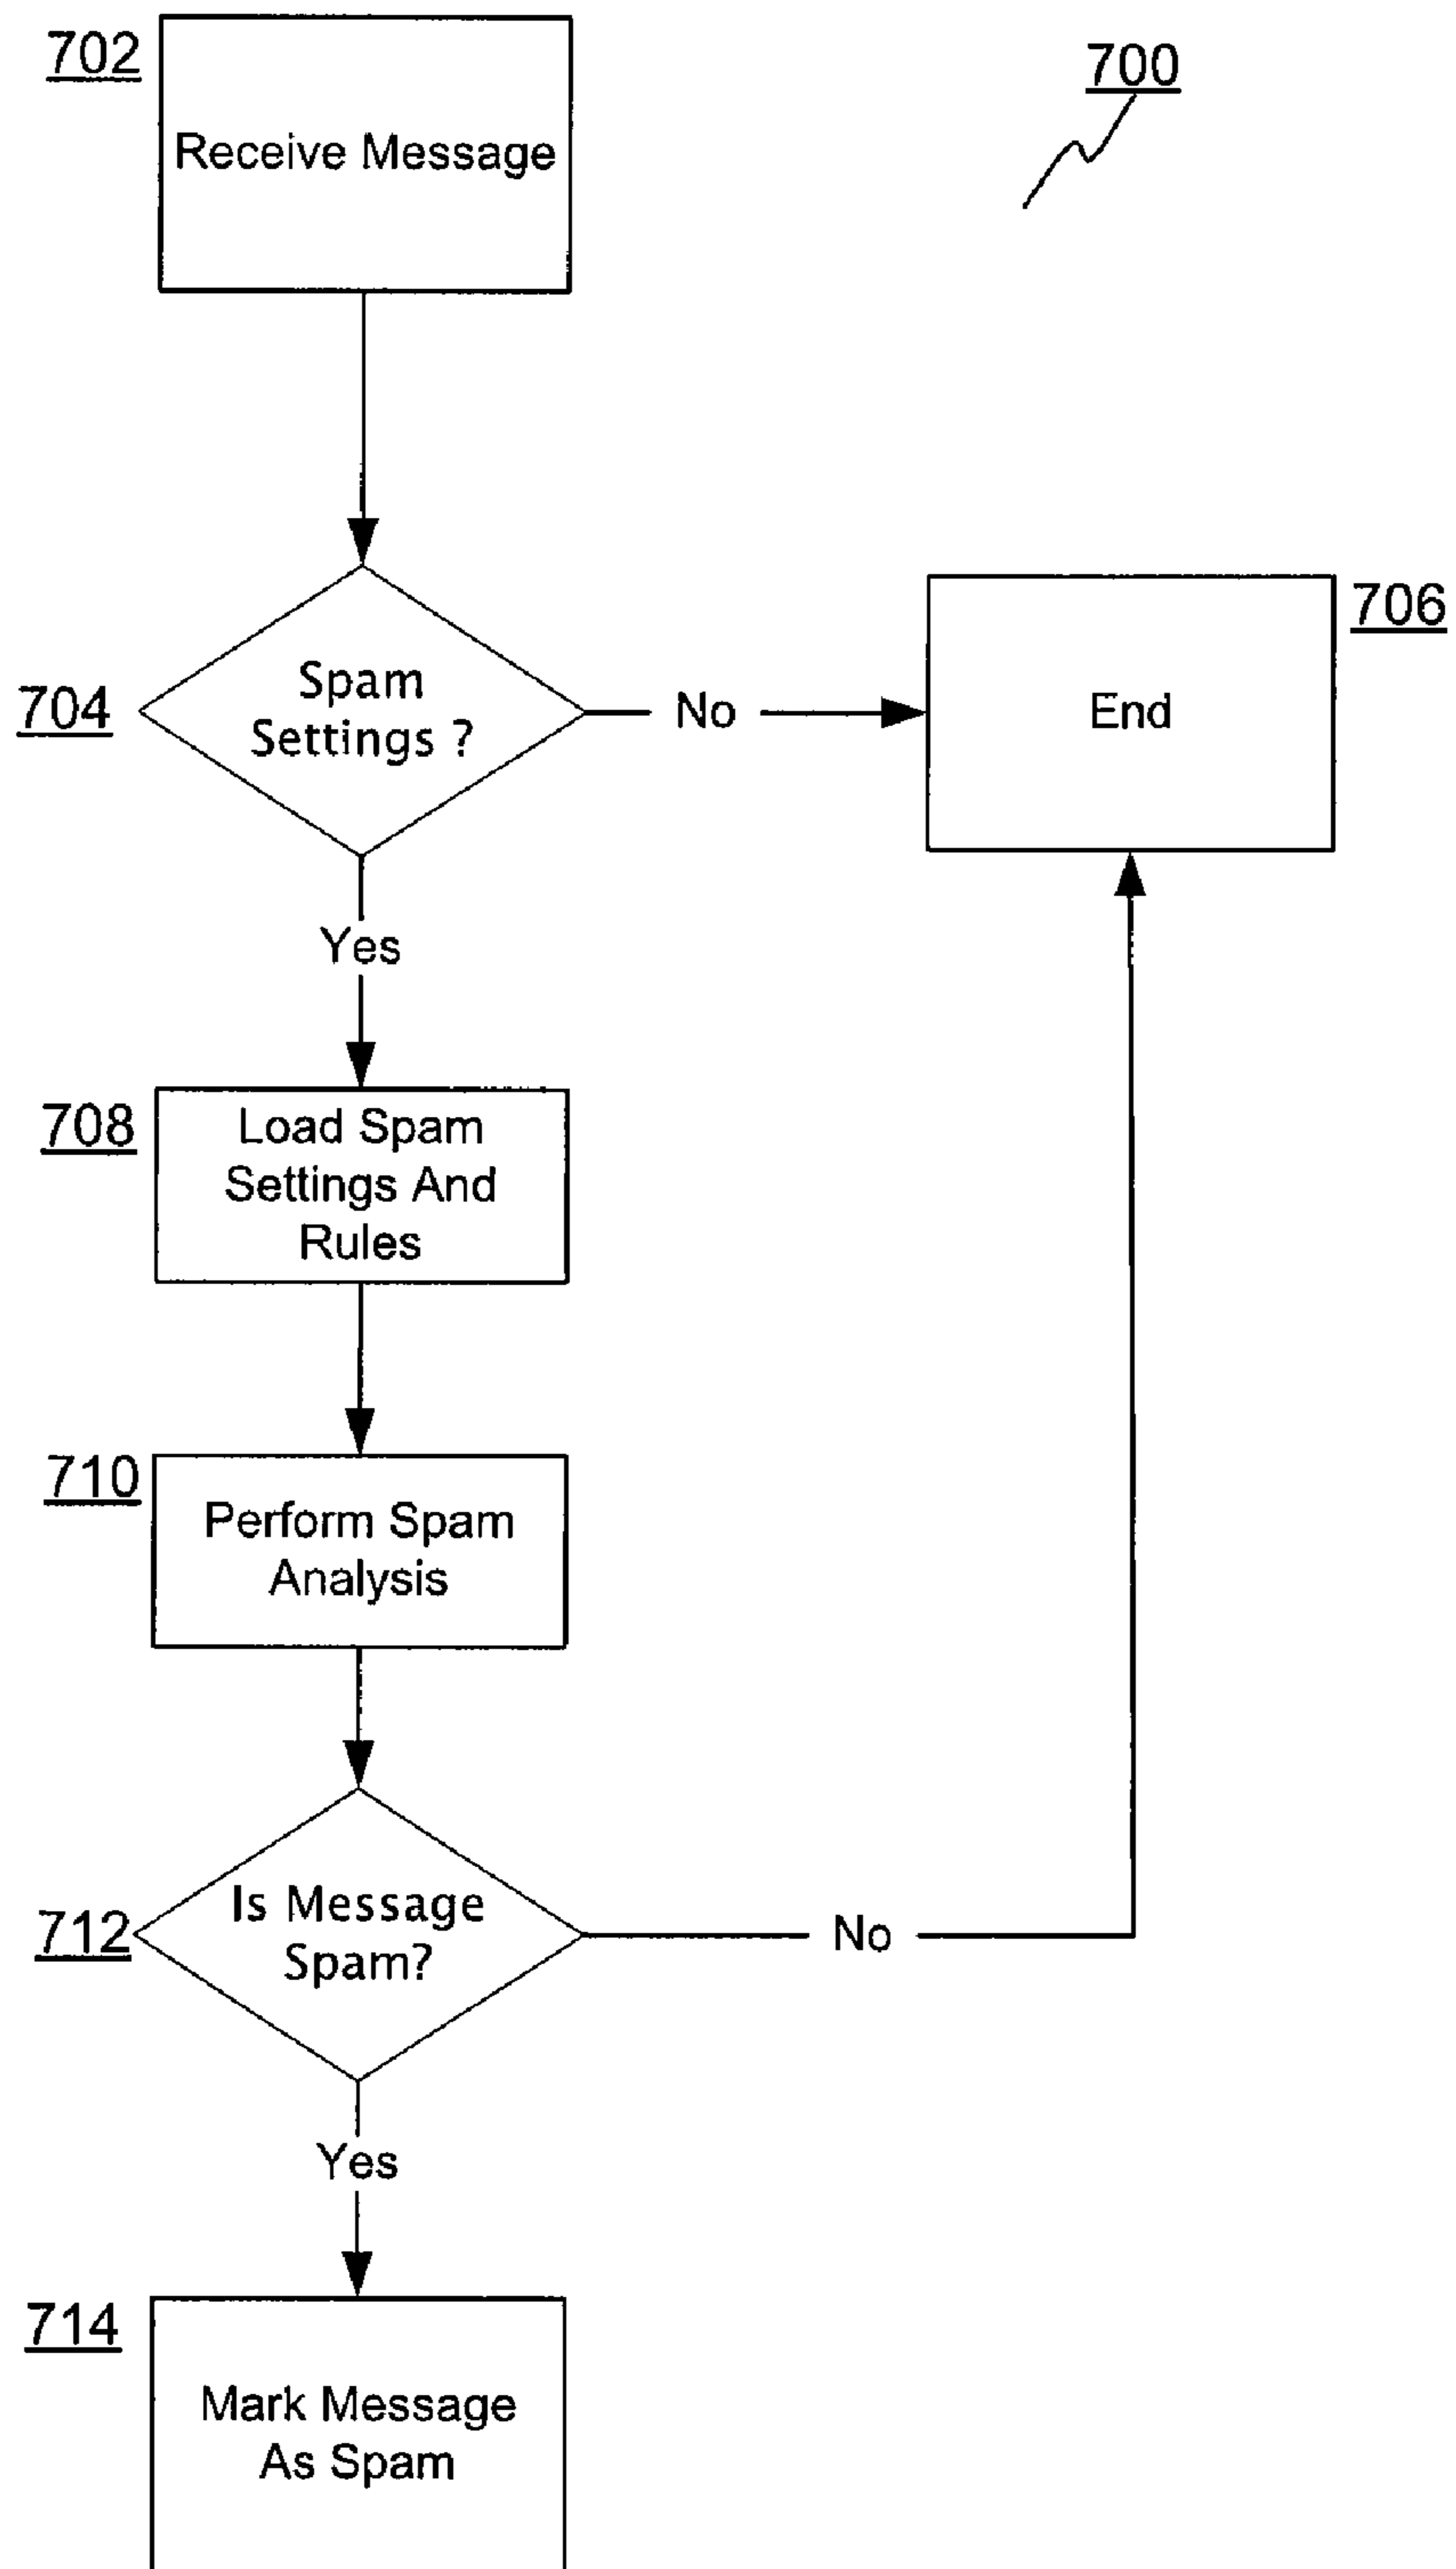 702
Receive Message
700
704
Spam
Settings ?
No
End
706
Yes
708
Load Spam
Settings And
Rules
710
Perform Spam
Analysis
712
Is Message
Spam?
No
Yes
714
Mark Message
As Spam